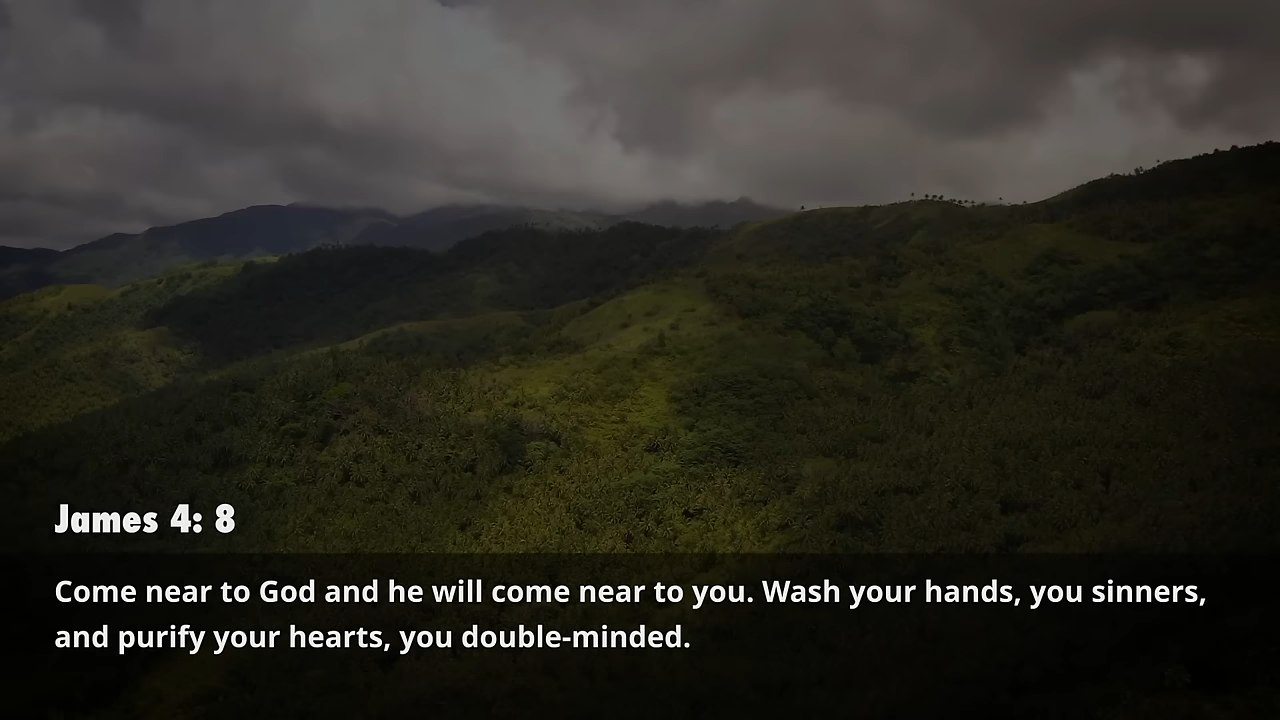 James 4: 8
Come near to God and he will come near to you. Wash your hands, you sinners,
and purify your hearts, you double-minded.